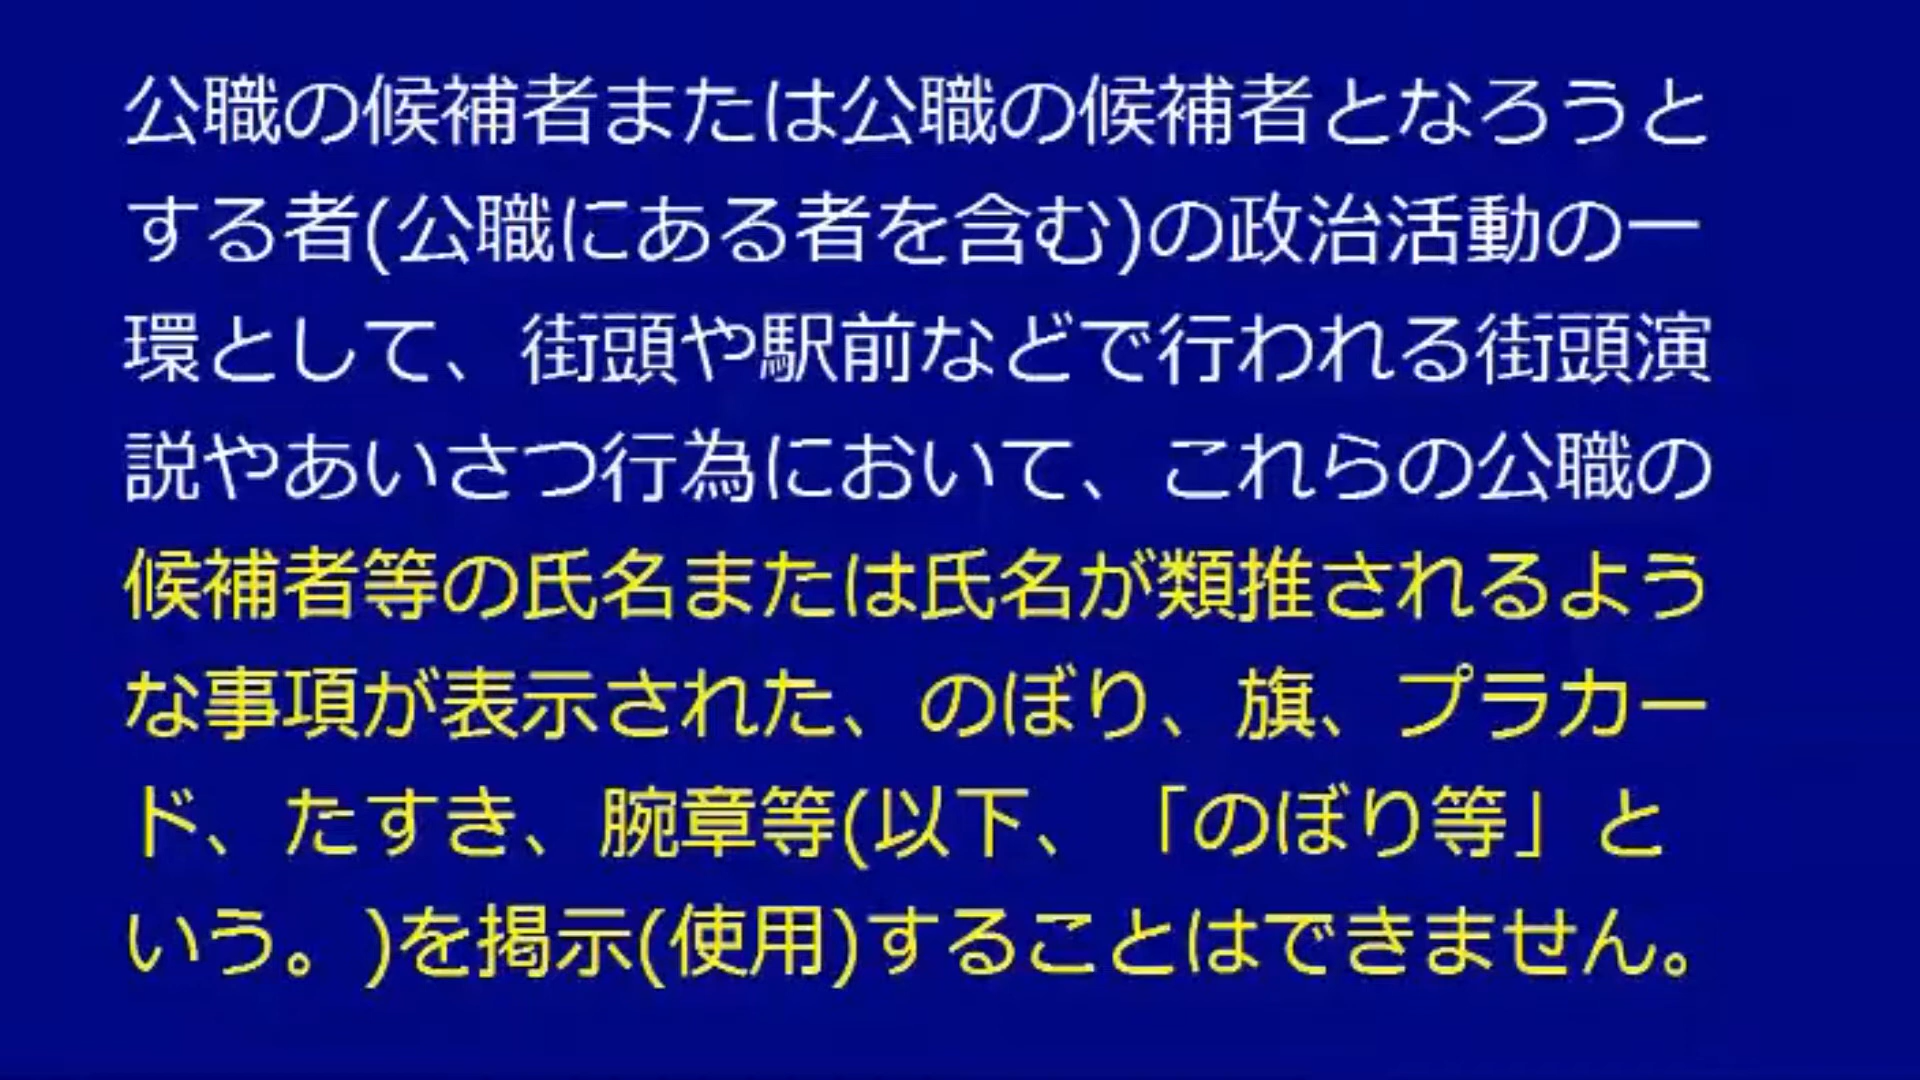 公職の候補者または公職の候補者となろうと
する者(公職にある者を含む)の政治活動の一
環として、街頭や駅前などで行われる街頭演
説やあいさつ行為において、これらの公職の
候補者等の氏名または氏名が類推されるよう
な事項が表示された、のぼり、旗、プラカー
ド、たすき、腕章等(以下、「のぼり等」と
いう。)を掲示(使用)することはできません。